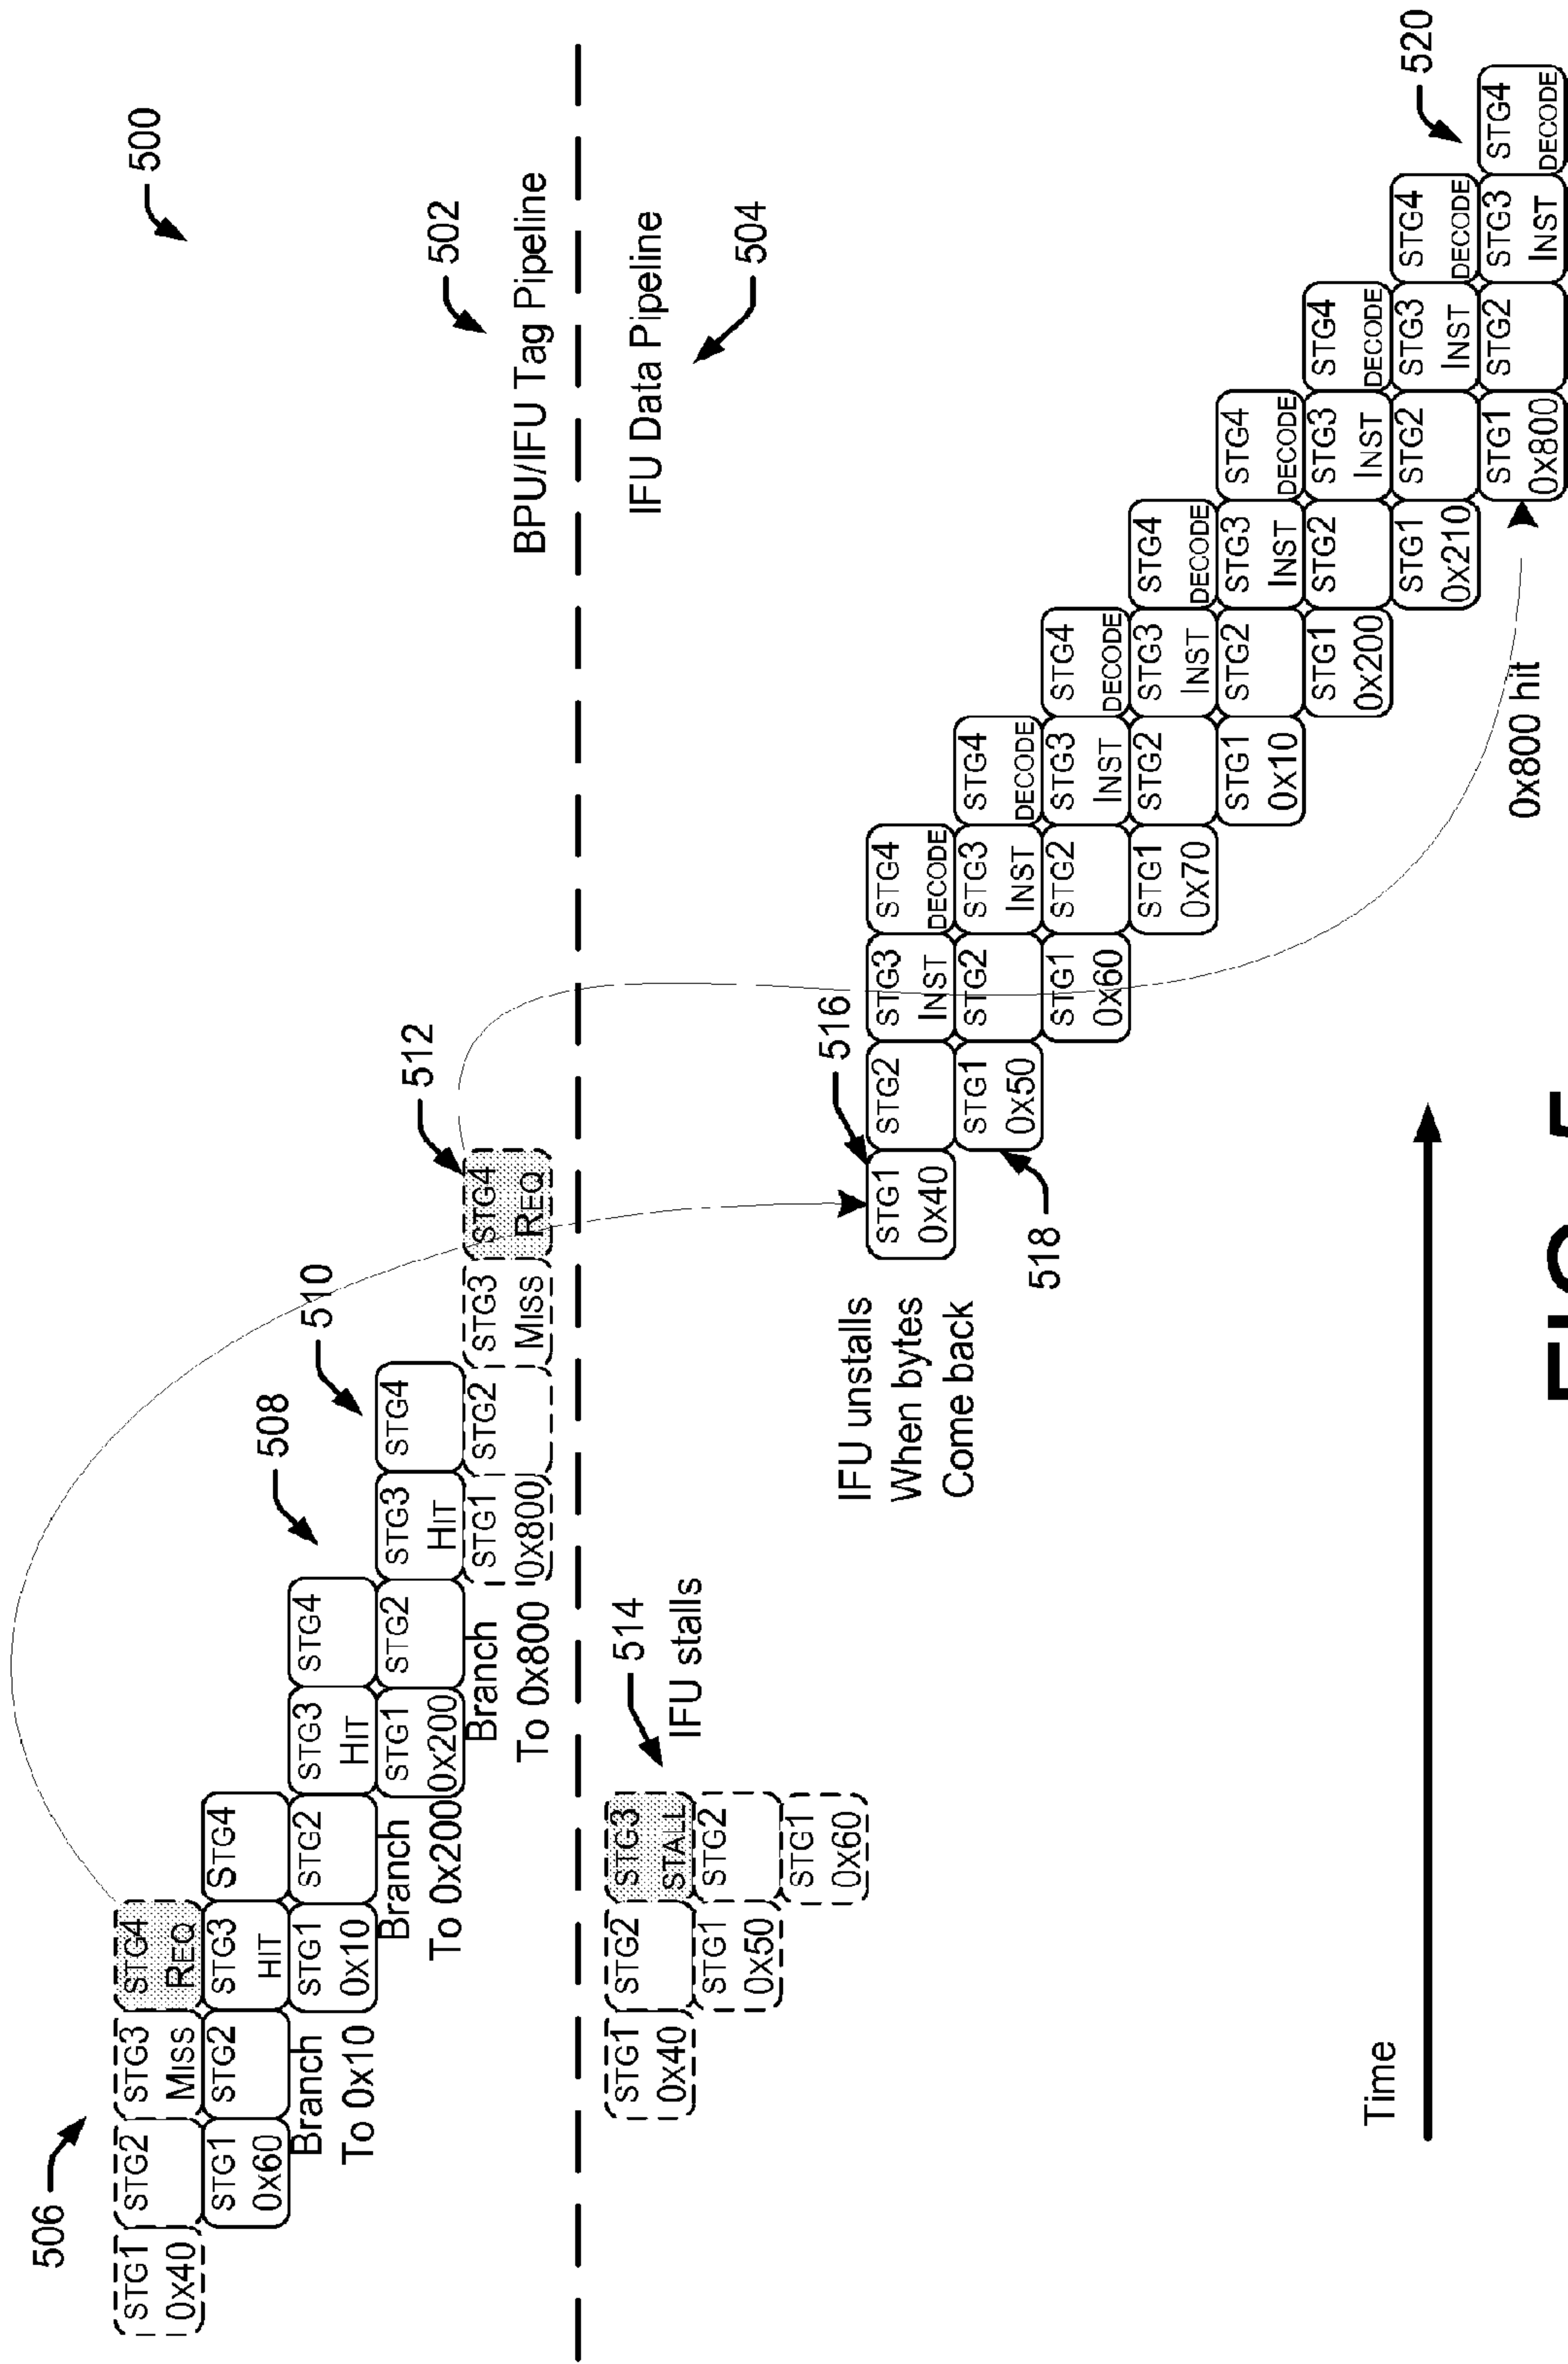 500
506
STG1 STG2 STG3 STG4
0x40 MISS REQ
STG1 STG2 STG3 STG4
0x60 HIT
508
Branch
To 0x10
STG1 STG2 STG3 STG4
0x10 HIT
510
Branch
To 0x200
STG1 STG2 STG3 STG4
0x200 HIT
512
502
Branch
To 0x800
STG1 STG2 STG3 STG4
0x800 MISS REQ
BPU/IFU Tag Pipeline
IFU Data Pipeline
504
514
IFU stalls
STG1 STG2 STG3
0x40 STALL
STG1 STG2
0x50
STG1
0x60
516
IFU unstalls
When bytes
Come back
518
STG1 STG2 STG3 STG4
0x40 INST DECODE
STG1 STG2 STG3 STG4
0x50 INST DECODE
STG1 STG2 STG3 STG4
0x60 INST DECODE
STG1 STG2 STG3 STG4
0x70 INST DECODE
STG1 STG2 STG3 STG4
0x10 INST DECODE
STG1 STG2 STG3 STG4
0x200 INST DECODE
STG1 STG2 STG3 STG4
0x210 INST DECODE
520
STG1 STG2 STG3 STG4
0x800 INST DECODE
0x800 hit
Time